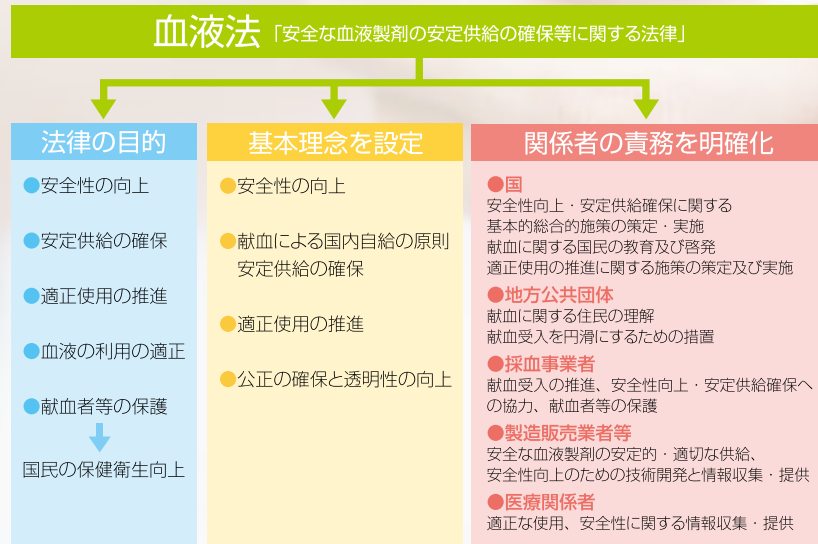 血液法「安全な血液製剤の安定供給の確保等に関する法律」
法律の目的
●安全性の向上
●安定供給の確保
●適正使用の推進
●血液の利用の適正
●献血者等の保護
国民の保健衛生向上
基本理念を設定
●安全性の向上
●献血による国内自給の原則
安定供給の確保
●適正使用の推進
●公正の確保と透明性の向上
関係者の責務を明確化
●国
安全性向上・安定供給確保に関する
基本的総合的施策の策定・実施
献血に関する国民の教育及び啓発
適正使用の推進に関する施策の策定及び実施
●地方公共団体
献血に関する住民の理解
献血受入を円滑にするための措置
●採血事業者
献血受入の推進、安全性向上・安定供給確保へ
の協力、献血者等の保護
●製造販売業者等
安全な血液製剤の安定的・適切な供給、
安全性向上のための技術開発と情報収集・提供
●医療関係者
適正な使用、安全性に関する情報収集・提供